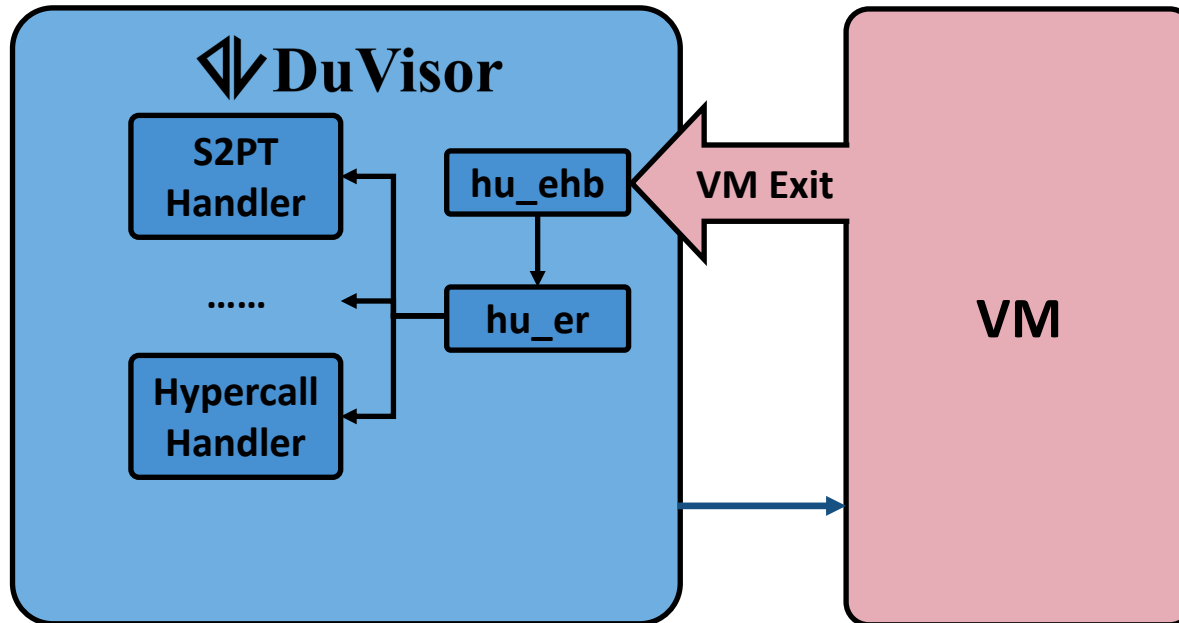 DuVisor
S2PT
Handler
hu_ehb
VM Exit
......
hu_er
VM
Hypercall
Handler